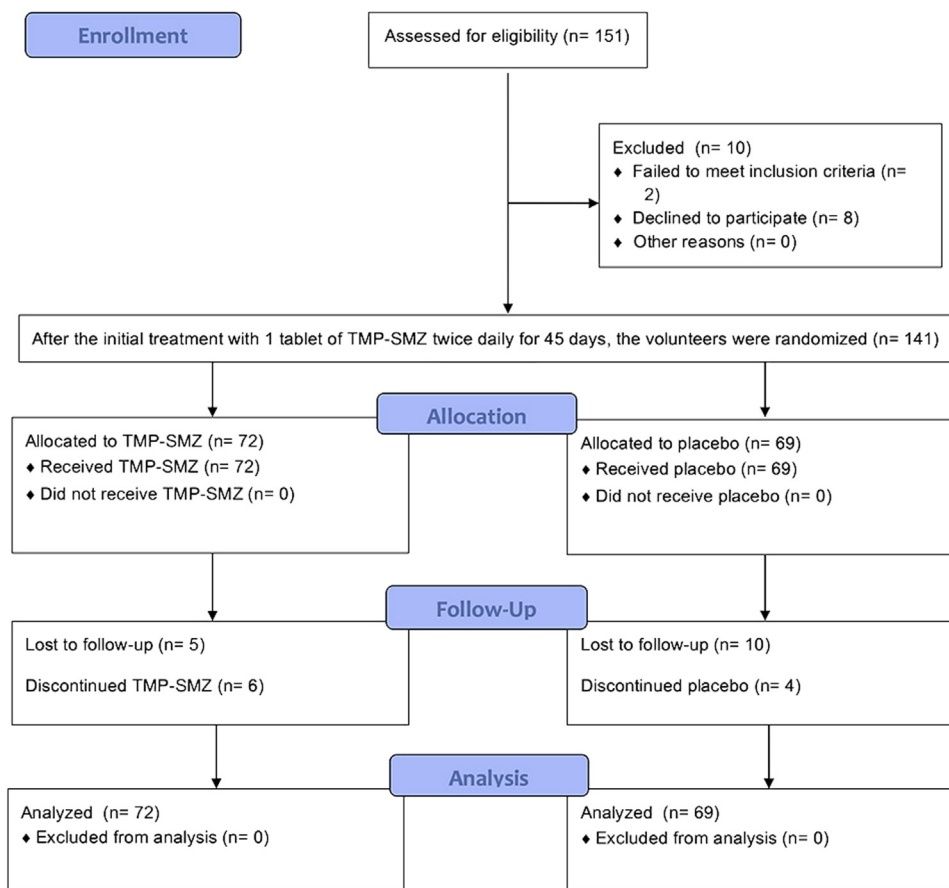 Enrollment
Assessed for eligibility (n= 151)
Excluded (n= 10)
♦ Failed to meet inclusion criteria (n=
2)
♦ Declined to participate (n= 8)
♦ Other reasons (n= 0)
After the initial treatment with 1 tablet of TMP-SMZ twice daily for 45 days, the volunteers were randomized (n= 141)
Allocation
Allocated to TMP-SMZ (n= 72)
♦ Received TMP-SMZ (n= 72)
♦ Did not receive TMP-SMZ (n= 0)
Allocated to placebo (n= 69)
♦ Received placebo (n= 69)
♦ Did not receive placebo (n= 0)
Follow-Up
Lost to follow-up (n= 5)
Discontinued TMP-SMZ (n= 6)
Lost to follow-up (n= 10)
Discontinued placebo (n= 4)
Analysis
Analyzed (n= 72)
♦ Excluded from analysis (n= 0)
Analyzed (n= 69)
♦ Excluded from analysis (n= 0)